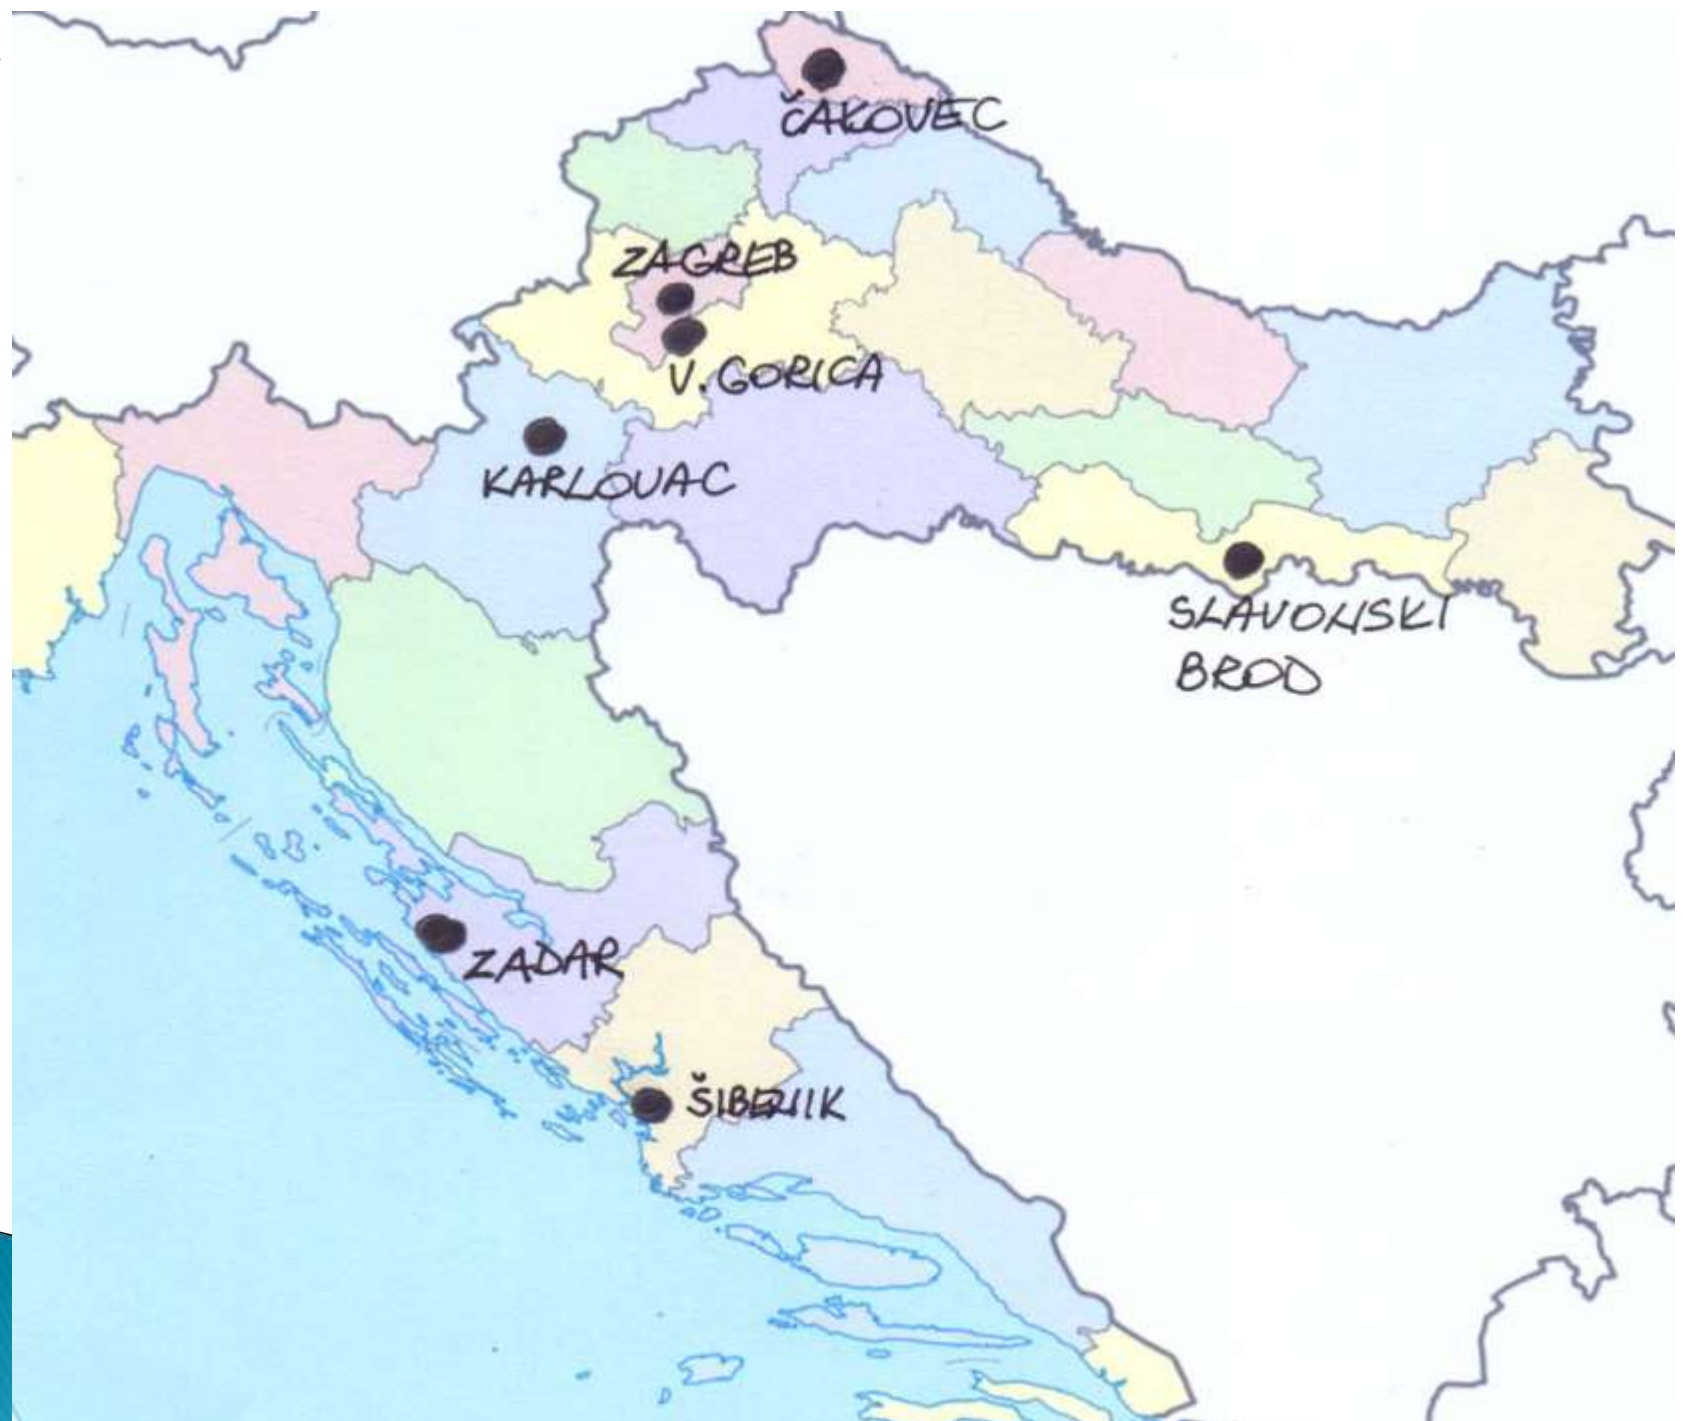 ČAKOVEC
ZAGREB
V. GORICA
KARLOVAC
SLAVONSKI
BROD
ZADAR
ŠIBENIK